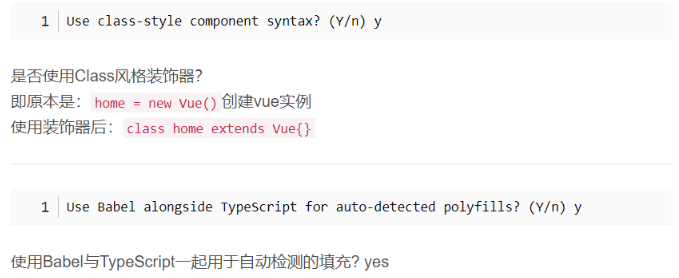 1 Use class-style component syntax? (Y/n) y
是否使用Class风格装饰器?
即原本是：home = new Vue()创建vue实例
使用装饰器后：class home extends Vue{}
1 Use Babel alongside TypeScript for auto-detected polyfills? (Y/n) y
使用Babel与TypeScript一起用于自动检测的填充? yes